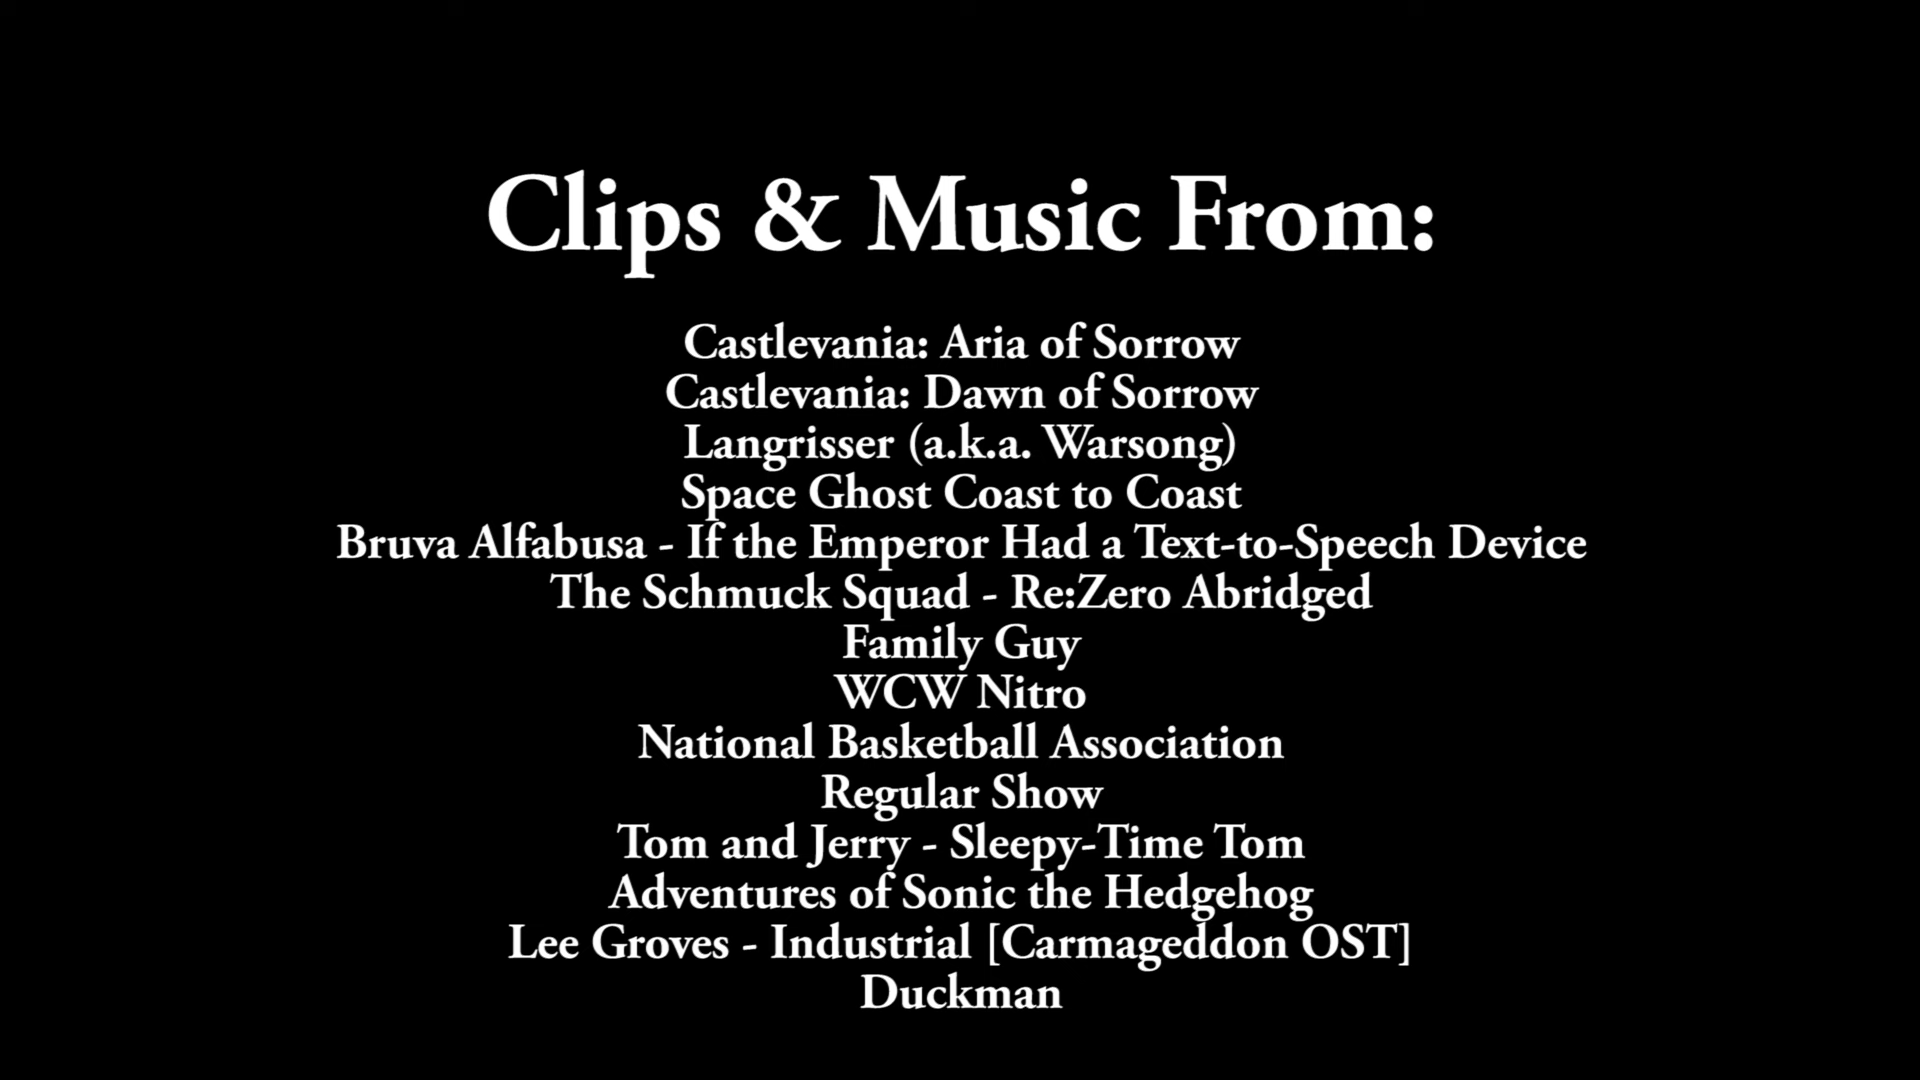 Clips & Music From:
Castlevania: Aria of Sorrow
Castlevania: Dawn of Sorrow
Langrisser (a.k.a. Warsong)
Space Ghost Coast to Coast
Bruva Alfabusa - If the Emperor Had a Text-to-Speech Device
The Schmuck Squad - Re:Zero Abridged
Family Guy
WCW Nitro
National Basketball Association
Regular Show
Tom and Jerry - Sleepy-Time Tom
Adventures of Sonic the Hedgehog
Lee Groves - Industrial [Carmageddon OST]
Duckman